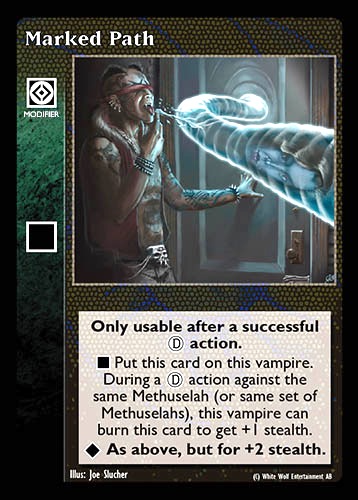 Marked Path
MODIFIER
Only usable after a successful
Ⓓ action.
■ Put this card on this vampire.
During a Ⓓ action against the
same Methuselah (or same set of
Methuselahs), this vampire can
burn this card to get +1 stealth.
◆ As above, but for +2 stealth.
Illus: Joe Slucher
(C) White Wolf Entertainment AB